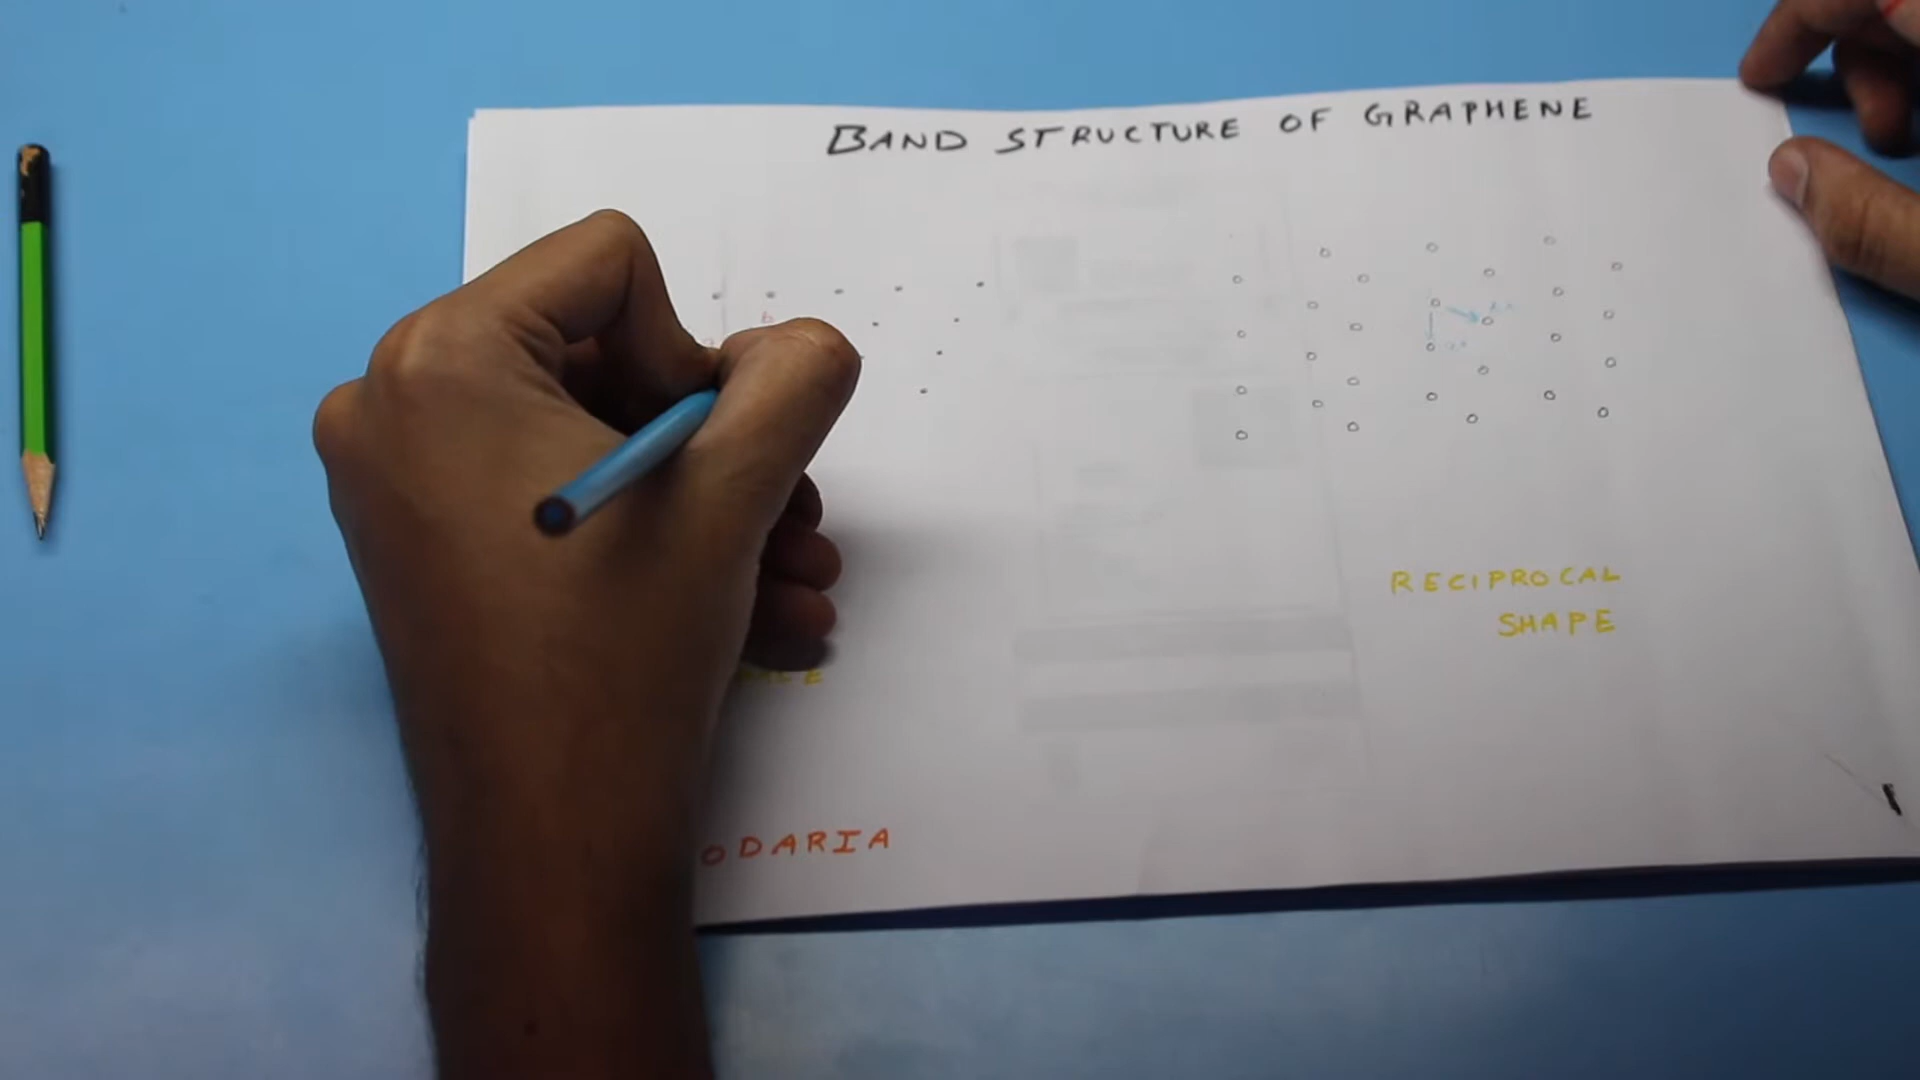 BAND STRUCTURE OF GRAPHENE
b
RECIPROCAL
SHAPE
ODARIA